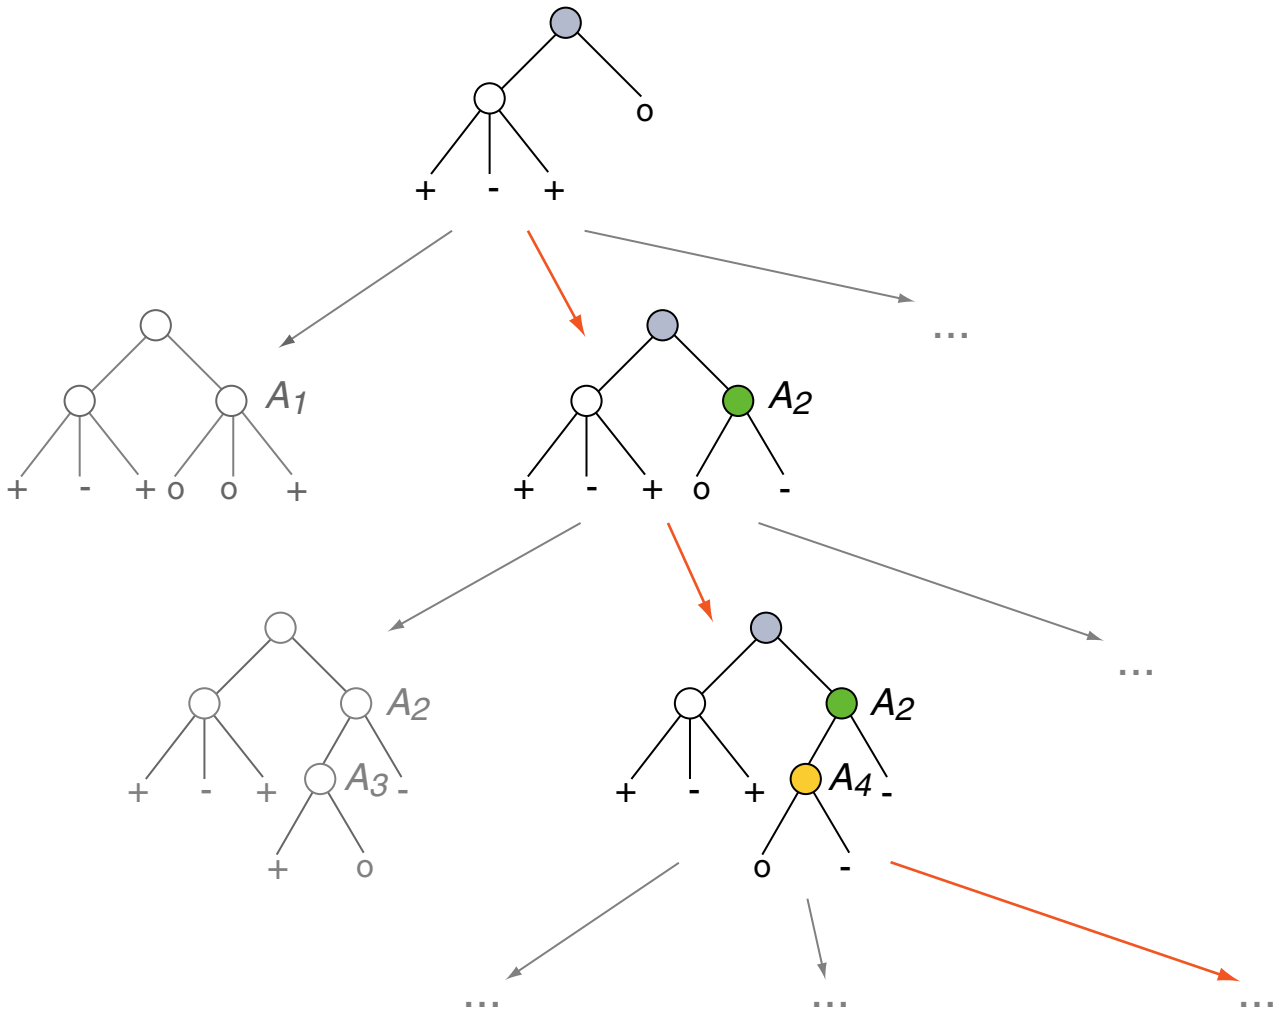 o
+ - +
...
A1 A2
+ - + o o + + - + o -
...
A2 A2
+ - + A3 - + - + A4 -
+ o o -
... ... ...